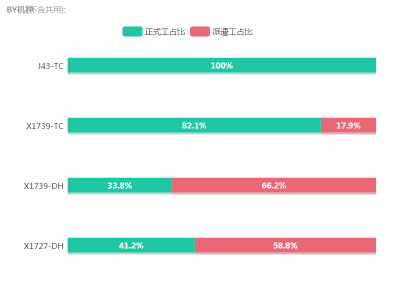 BY机种(不含共用):
正式工占比 派遣工占比
J43-TC 100%
X1739-TC 82.1% 17.9%
X1739-DH 33.8% 66.2%
X1727-DH 41.2% 58.8%